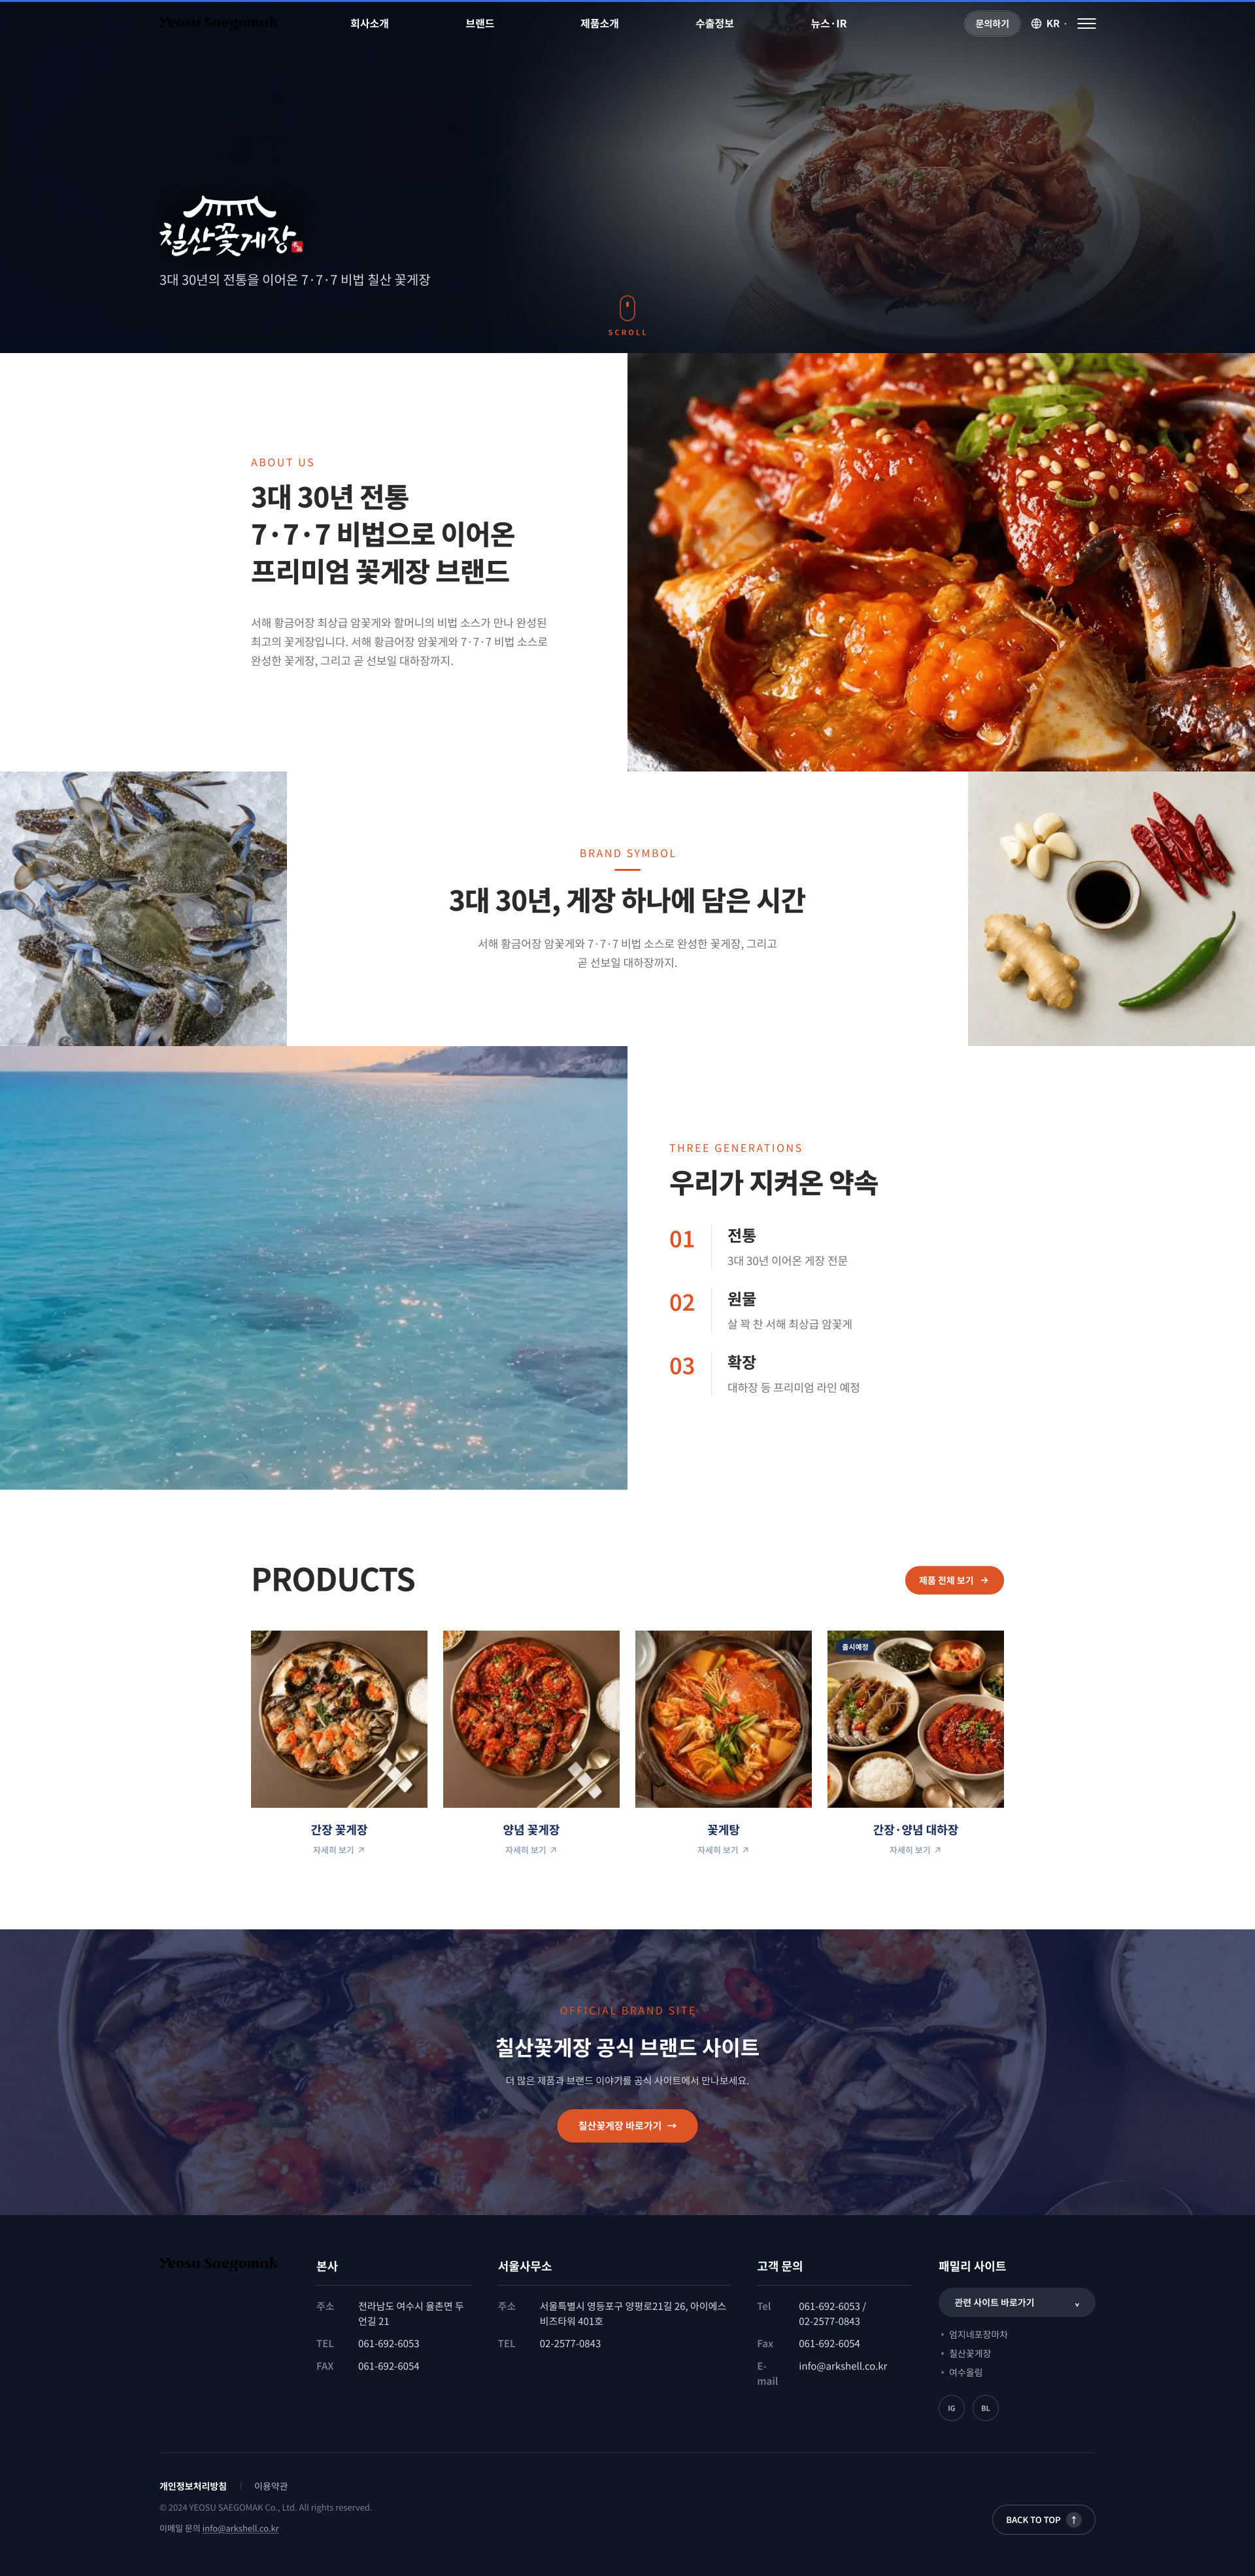 Yeosu Saegomak
회사소개
브랜드
제품소개
수출정보
뉴스·IR
문의하기
KR
칠산꽃게장
3대 30년의 전통을 이어온 7·7·7 비법 칠산 꽃게장
SCROLL
ABOUT US
3대 30년 전통
7·7·7 비법으로 이어온
프리미엄 꽃게장 브랜드
서해 황금어장 최상급 암꽃게와 할머니의 비법 소스가 만나 완성된
최고의 꽃게장입니다. 서해 황금어장 암꽃게와 7·7·7 비법 소스로
완성한 꽃게장, 그리고 곧 선보일 대하장까지.
BRAND SYMBOL
3대 30년, 게장 하나에 담은 시간
서해 황금어장 암꽃게와 7·7·7 비법 소스로 완성한 꽃게장, 그리고
곧 선보일 대하장까지.
THREE GENERATIONS
우리가 지켜온 약속
01
전통
3대 30년 이어온 게장 전문
02
원물
살 꽉 찬 서해 최상급 암꽃게
03
확장
대하장 등 프리미엄 라인 예정
PRODUCTS
제품 전체 보기 →
출시예정
간장 꽃게장
자세히 보기 ↗
양념 꽃게장
자세히 보기 ↗
꽃게탕
자세히 보기 ↗
간장·양념 대하장
자세히 보기 ↗
OFFICIAL BRAND SITE
칠산꽃게장 공식 브랜드 사이트
더 많은 제품과 브랜드 이야기를 공식 사이트에서 만나보세요.
칠산꽃게장 바로가기 →
Yeosu Saegomak
본사
주소 전라남도 여수시 율촌면 두
언길 21
TEL 061-692-6053
FAX 061-692-6054
서울사무소
주소 서울특별시 영등포구 양평로21길 26, 아이에스
비즈타워 401호
TEL 02-2577-0843
고객 문의
Tel 061-692-6053 /
02-2577-0843
Fax 061-692-6054
E-
mail info@arkshell.co.kr
패밀리 사이트
관련 사이트 바로가기
엄지네포장마차
칠산꽃게장
여수올림
IG
BL
개인정보처리방침 | 이용약관
© 2024 YEOSU SAEGOMAK Co., Ltd. All rights reserved.
이메일 문의 info@arkshell.co.kr
BACK TO TOP ↑